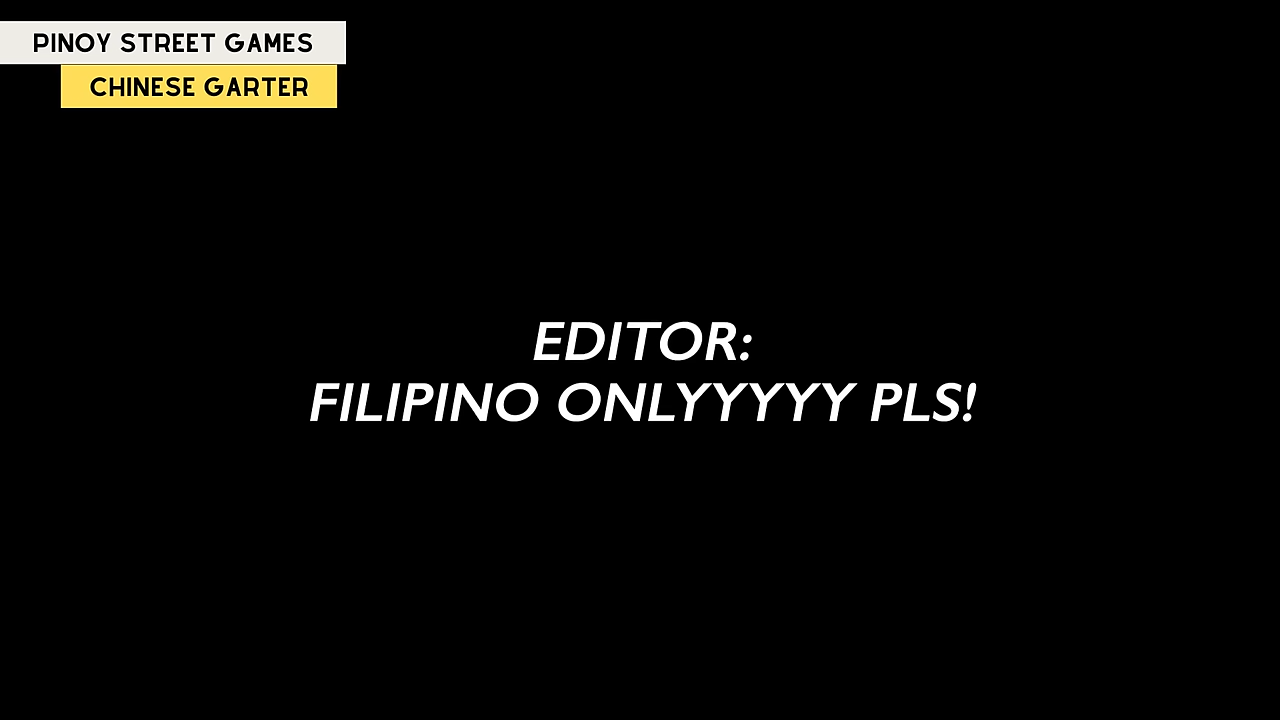 PINOY STREET GAMES
CHINESE GARTER
EDITOR:
FILIPINO ONLYYYYY PLS!